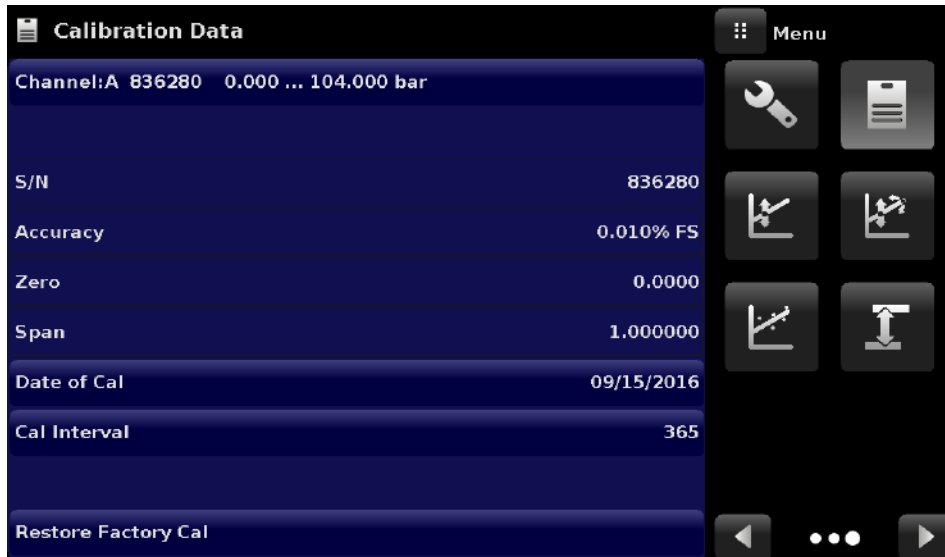 Calibration Data
Menu
Channel:A 836280 0.000 ... 104.000 bar
S/N 836280
Accuracy 0.010% FS
Zero 0.0000
Span 1.000000
Date of Cal 09/15/2016
Cal Interval 365
Restore Factory Cal